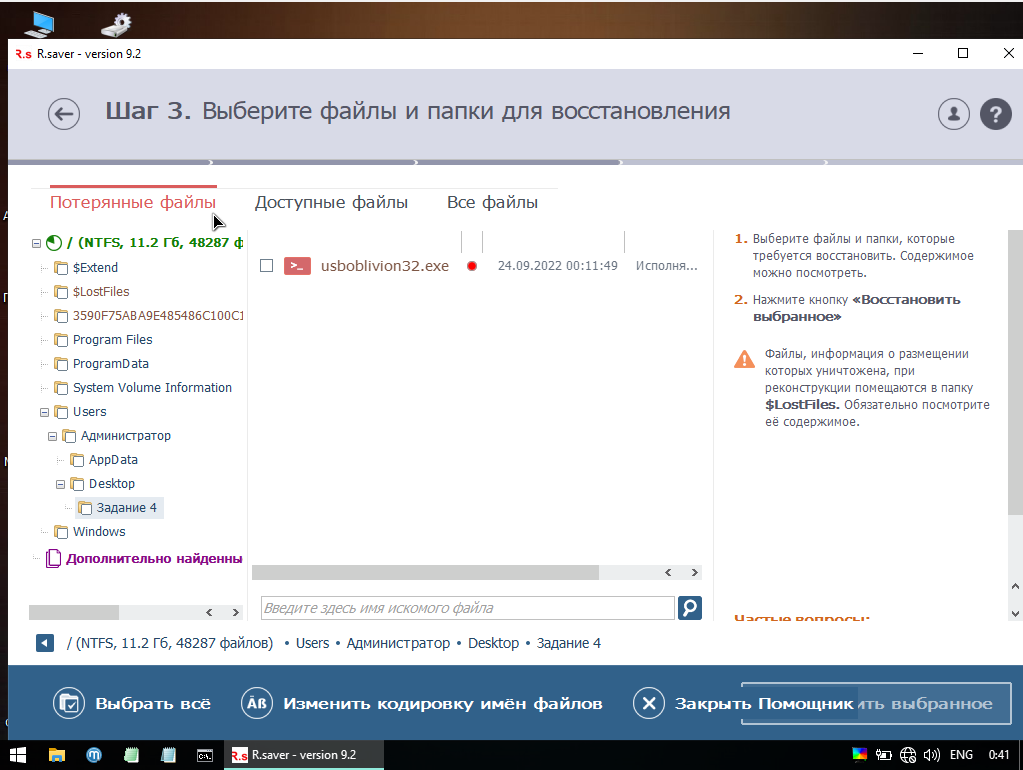 R.s R.saver - version 9.2
Шаг 3. Выберите файлы и папки для восстановления
?
Потерянные файлы
Доступные файлы
Все файлы
/ (NTFS, 11.2 Гб, 48287 ф
$Extend
$LostFiles
3590F75ABA9E485486C100C1
Program Files
ProgramData
System Volume Information
Users
Администратор
AppData
Desktop
Задание 4
Windows
Дополнительно найденны
usboblivion32.exe 24.09.2022 00:11:49 Исполня...
Введите здесь имя искомого файла
1. Выберите файлы и папки, которые
требуется восстановить. Содержимое
можно посмотреть.
2. Нажмите кнопку «Восстановить
выбранное»
Файлы, информация о размещении
которых уничтожена, при
реконструкции помещаются в папку
$LostFiles. Обязательно посмотрите
её содержимое.
Частые вопросы:
/ (NTFS, 11.2 Гб, 48287 файлов) • Users • Администратор • Desktop • Задание 4
Выбрать всё
Äß Изменить кодировку имён файлов
Закрыть Помощник
ить выбранное
R.s R.saver - version 9.2
ENG
0:41